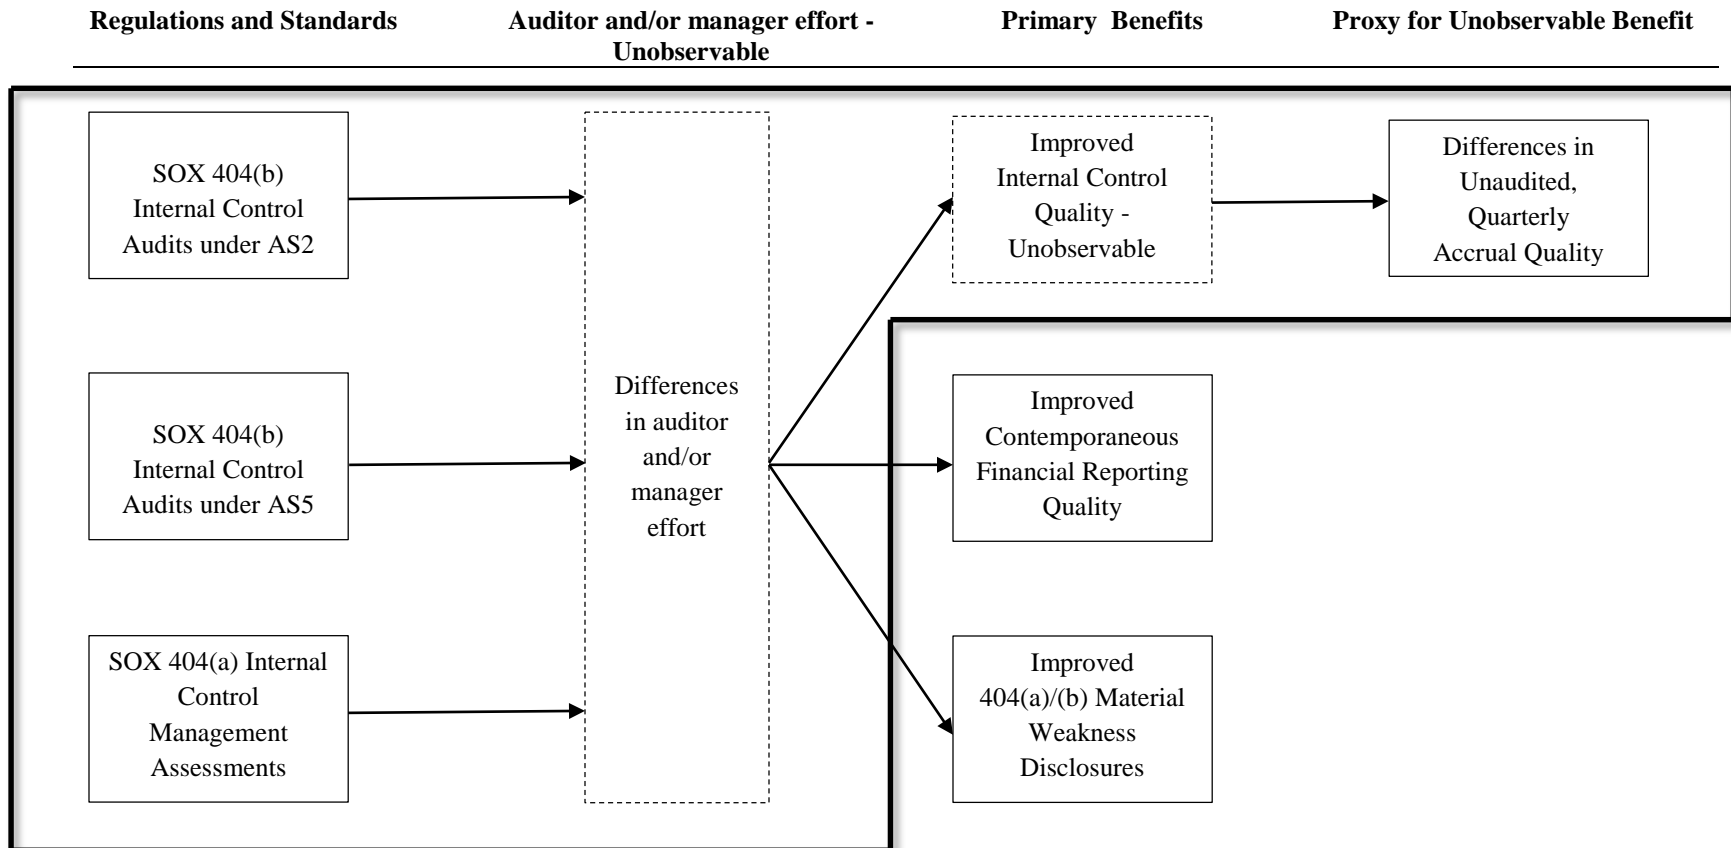 Regulations and Standards
Auditor and/or manager effort -
Unobservable
Primary Benefits
Proxy for Unobservable Benefit
SOX 404(b)
Internal Control
Audits under AS2
SOX 404(b)
Internal Control
Audits under AS5
SOX 404(a) Internal
Control
Management
Assessments
Differences
in auditor
and/or
manager
effort
Improved
Internal Control
Quality -
Unobservable
Improved
Contemporaneous
Financial Reporting
Quality
Improved
404(a)/(b) Material
Weakness
Disclosures
Differences in
Unaudited,
Quarterly
Accrual Quality